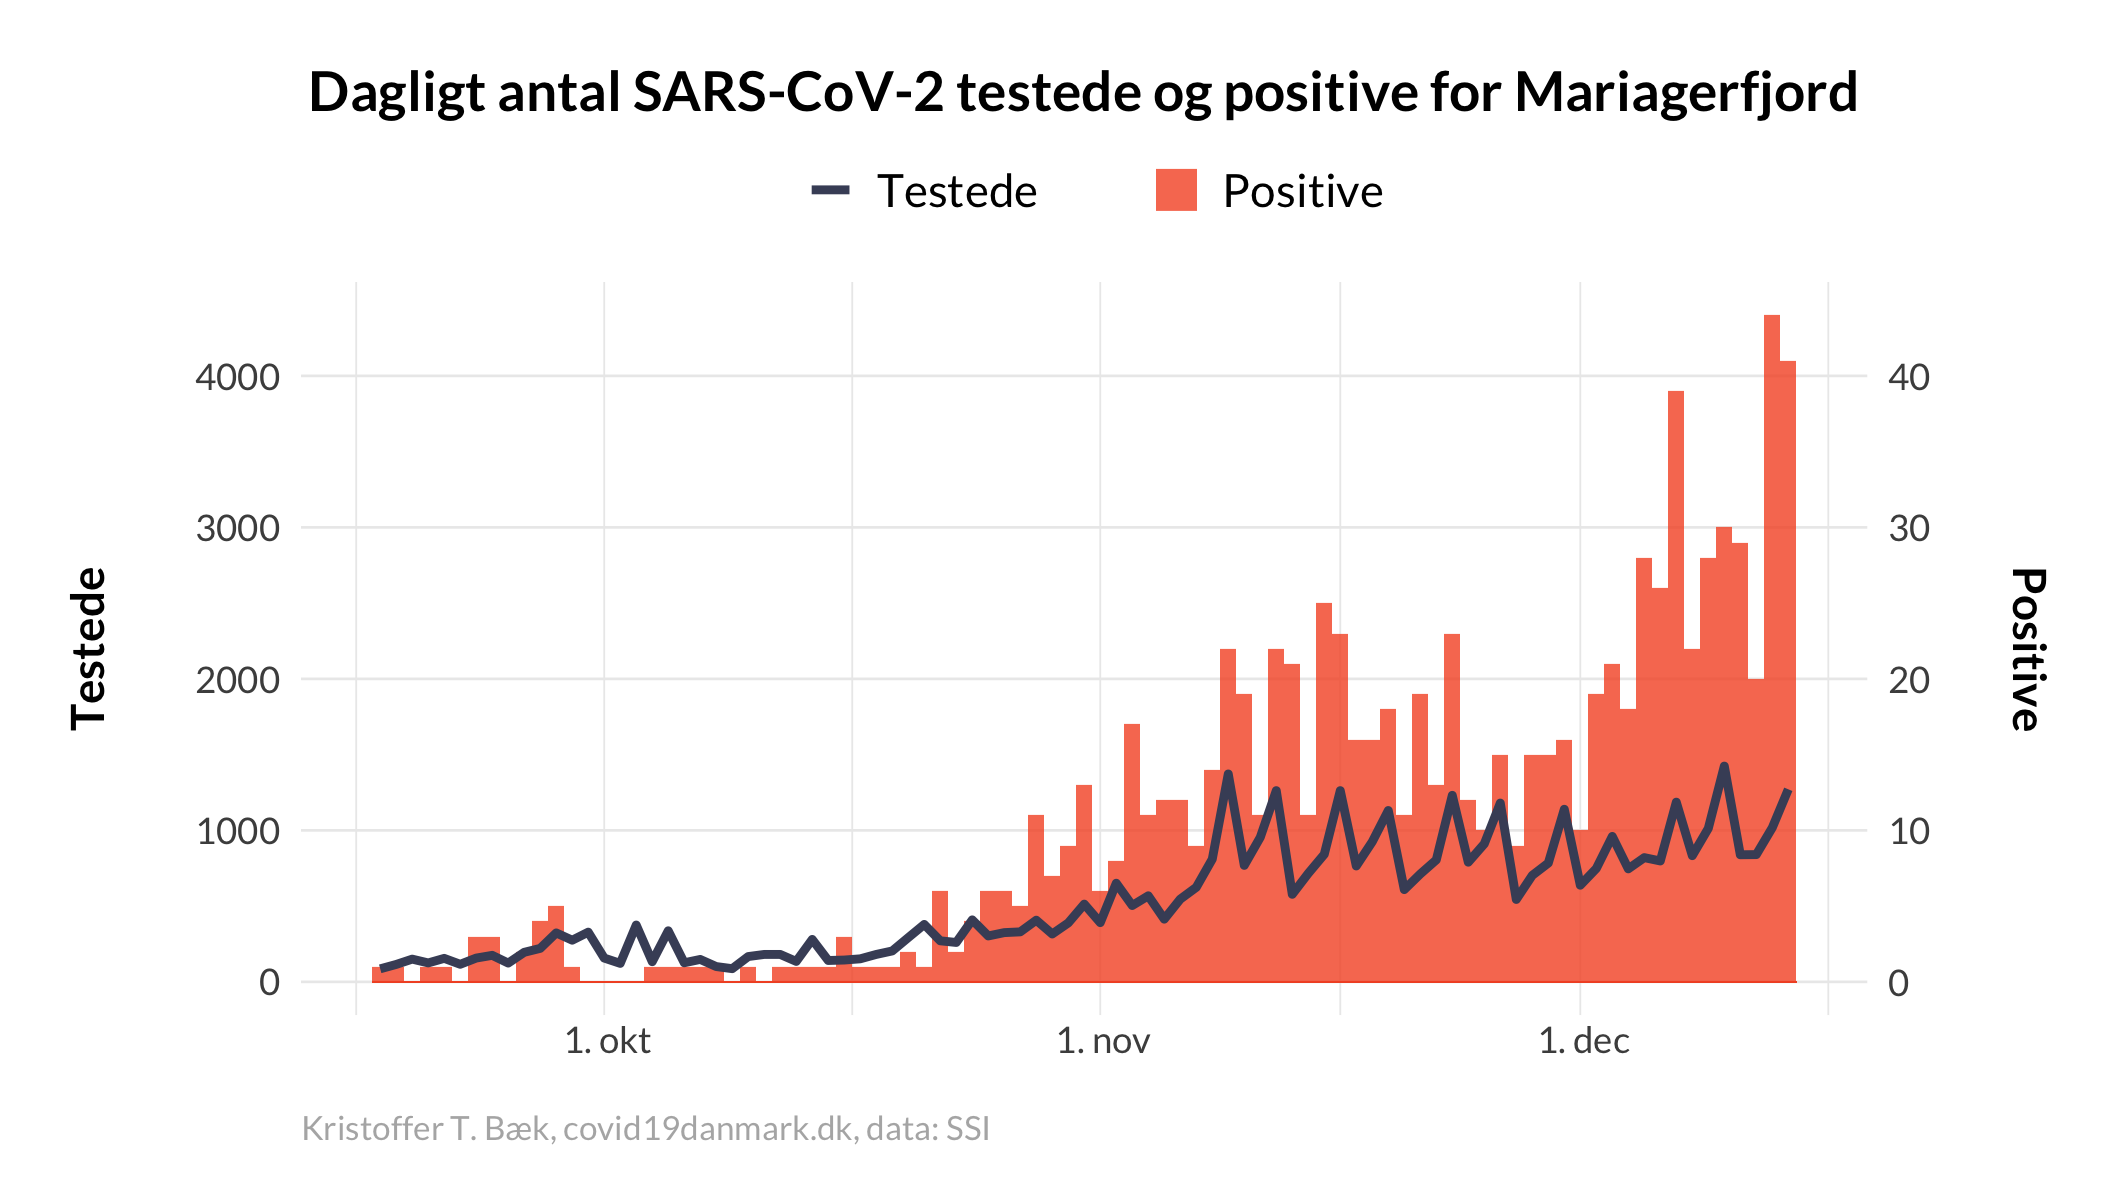 Dagligt antal SARS-CoV-2 testede og positive for Mariagerfjord
Testede
Positive
Testede
4000
3000
2000
1000
0
40
30
20
10
0
Positive
1. okt
1. nov
1. dec
Kristoffer T. Bæk, covid19danmark.dk, data: SSI